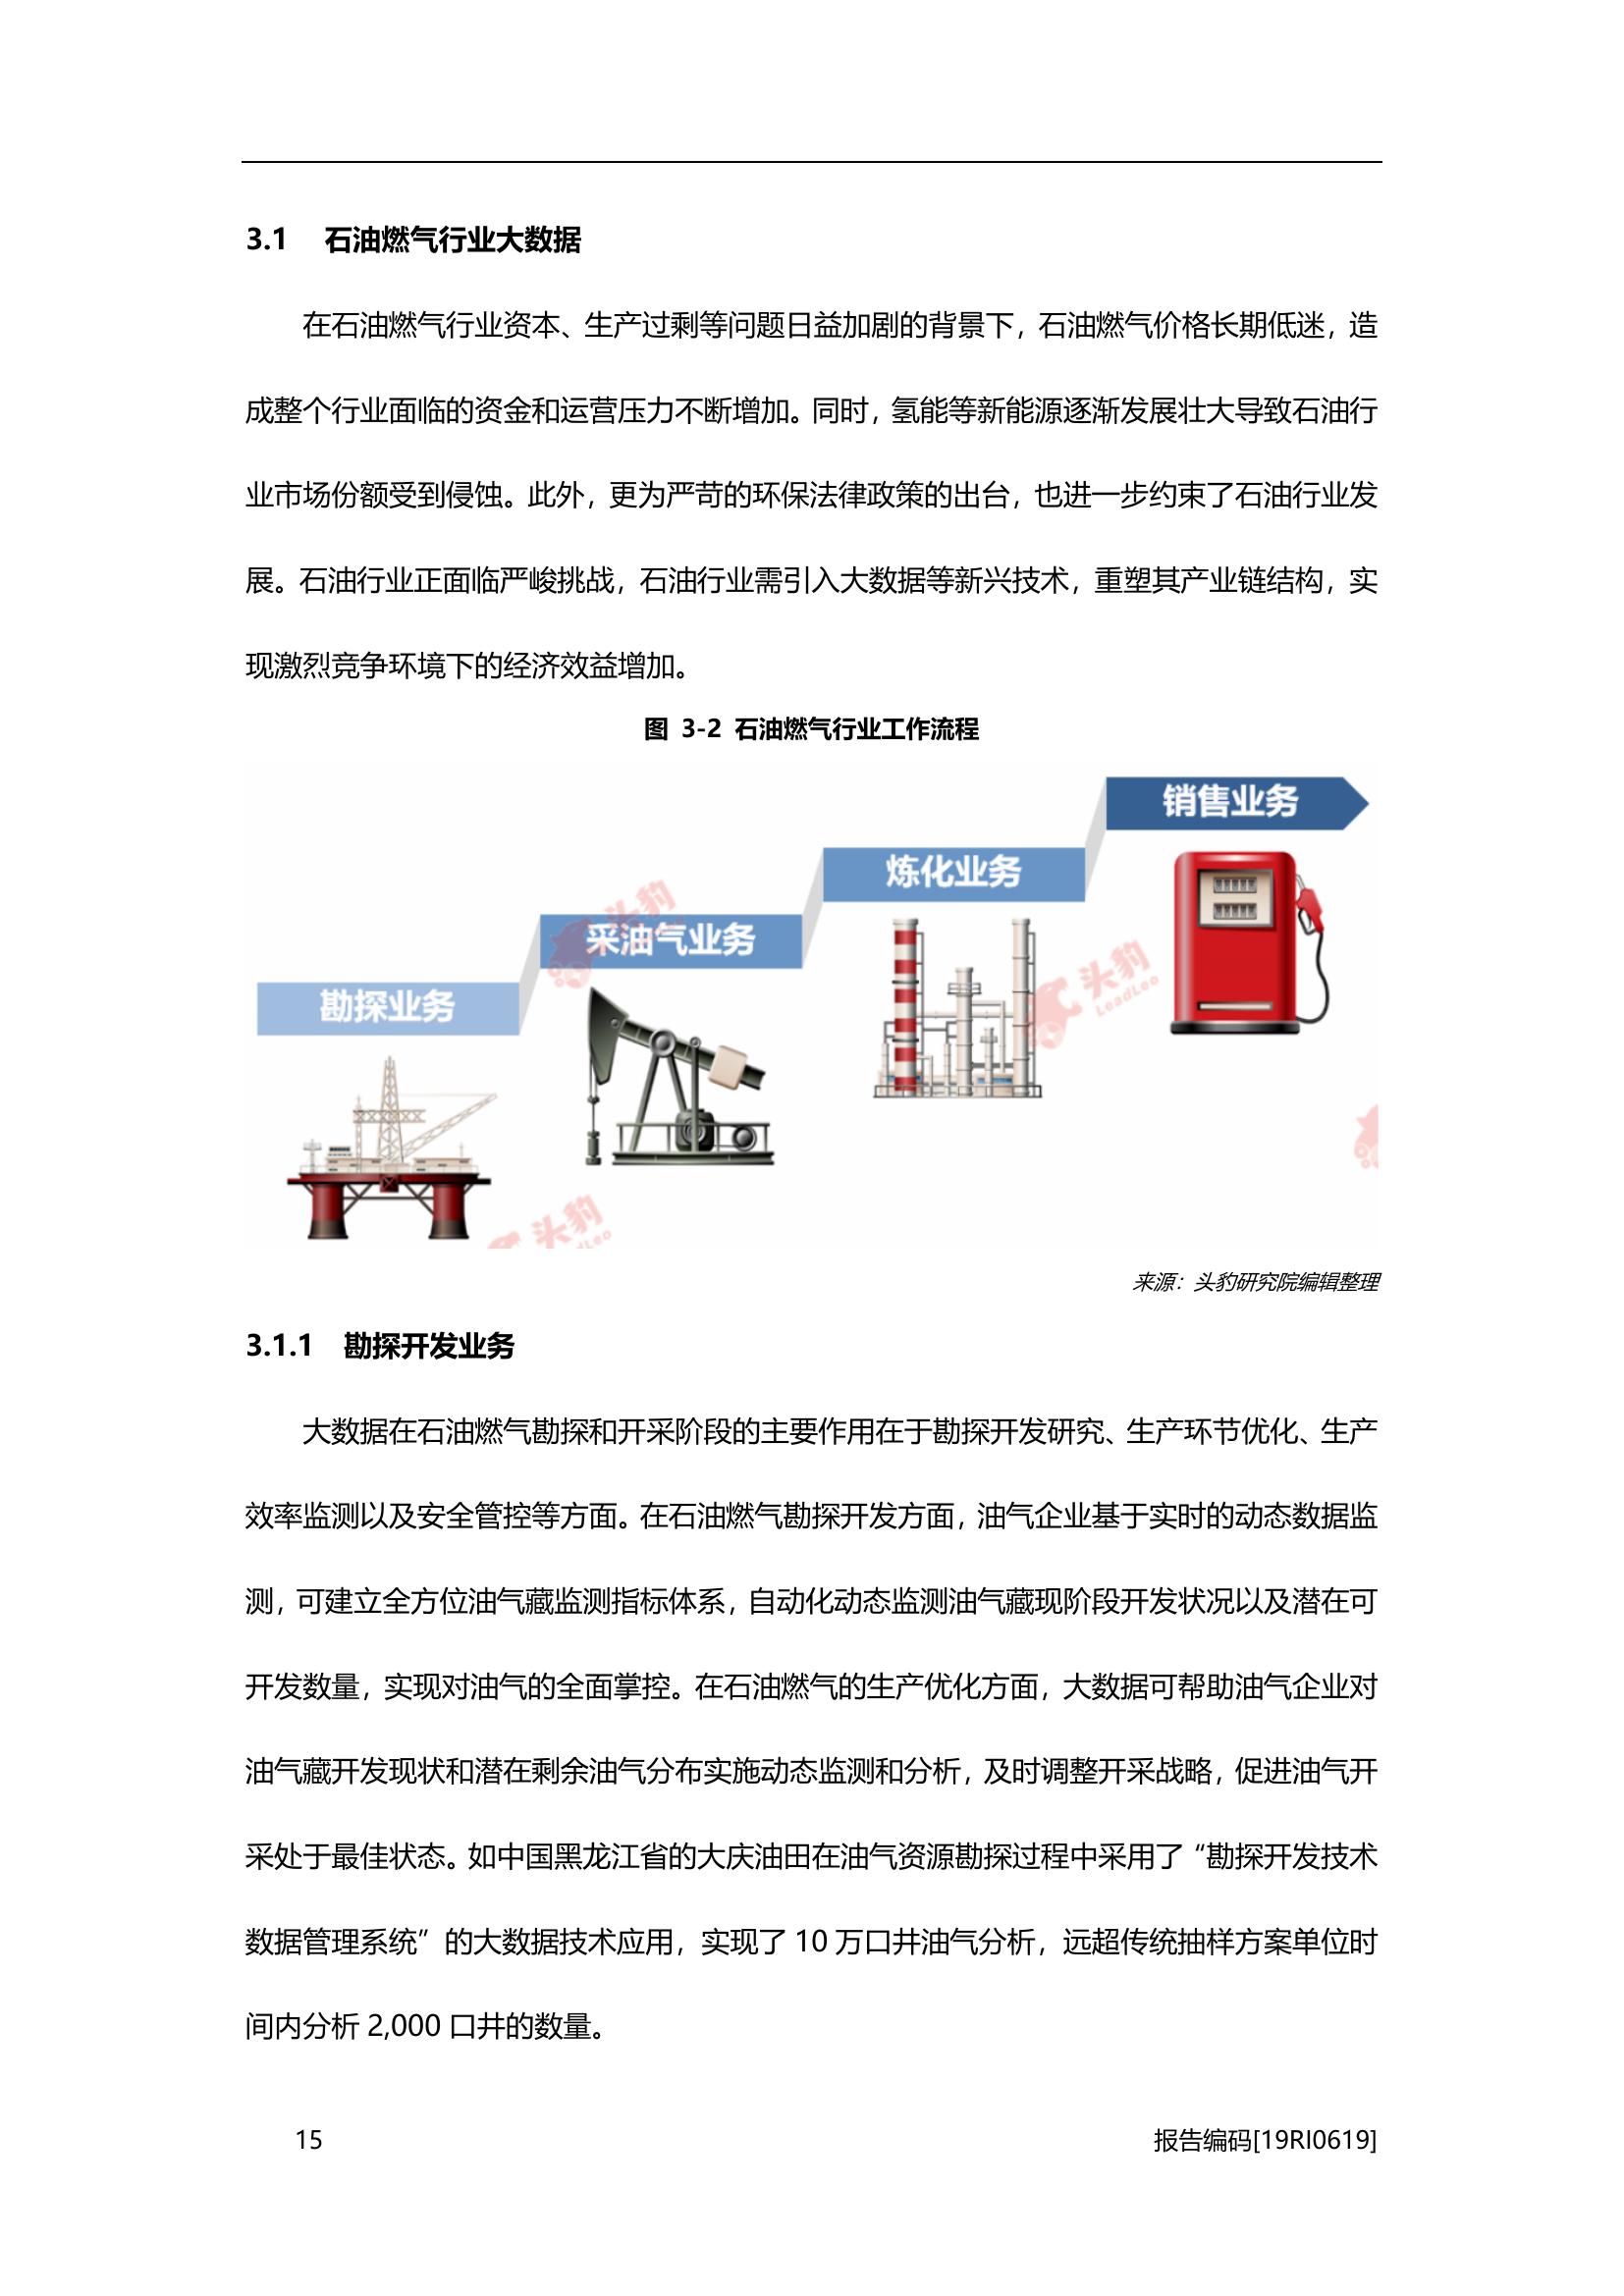 3.1 石油燃气行业大数据
在石油燃气行业资本、生产过剩等问题日益加剧的背景下，石油燃气价格长期低迷，造
成整个行业面临的资金和运营压力不断增加。同时，氢能等新能源逐渐发展壮大导致石油行
业市场份额受到侵蚀。此外，更为严苛的环保法律政策的出台，也进一步约束了石油行业发
展。石油行业正面临严峻挑战，石油行业需引入大数据等新兴技术，重塑其产业链结构，实
现激烈竞争环境下的经济效益增加。
图 3-2 石油燃气行业工作流程
销售业务
炼化业务
头豹
采油气业务
头豹
LeadLeo
勘探业务
头豹
dLeo
来源：头豹研究院编辑整理
3.1.1 勘探开发业务
大数据在石油燃气勘探和开采阶段的主要作用在于勘探开发研究、生产环节优化、生产
效率监测以及安全管控等方面。在石油燃气勘探开发方面，油气企业基于实时的动态数据监
测，可建立全方位油气藏监测指标体系，自动化动态监测油气藏现阶段开发状况以及潜在可
开发数量，实现对油气的全面掌控。在石油燃气的生产优化方面，大数据可帮助油气企业对
油气藏开发现状和潜在剩余油气分布实施动态监测和分析，及时调整开采战略，促进油气开
采处于最佳状态。如中国黑龙江省的大庆油田在油气资源勘探过程中采用了“勘探开发技术
数据管理系统”的大数据技术应用，实现了 10 万口井油气分析，远超传统抽样方案单位时
间内分析 2,000 口井的数量。
15
报告编码[19RI0619]